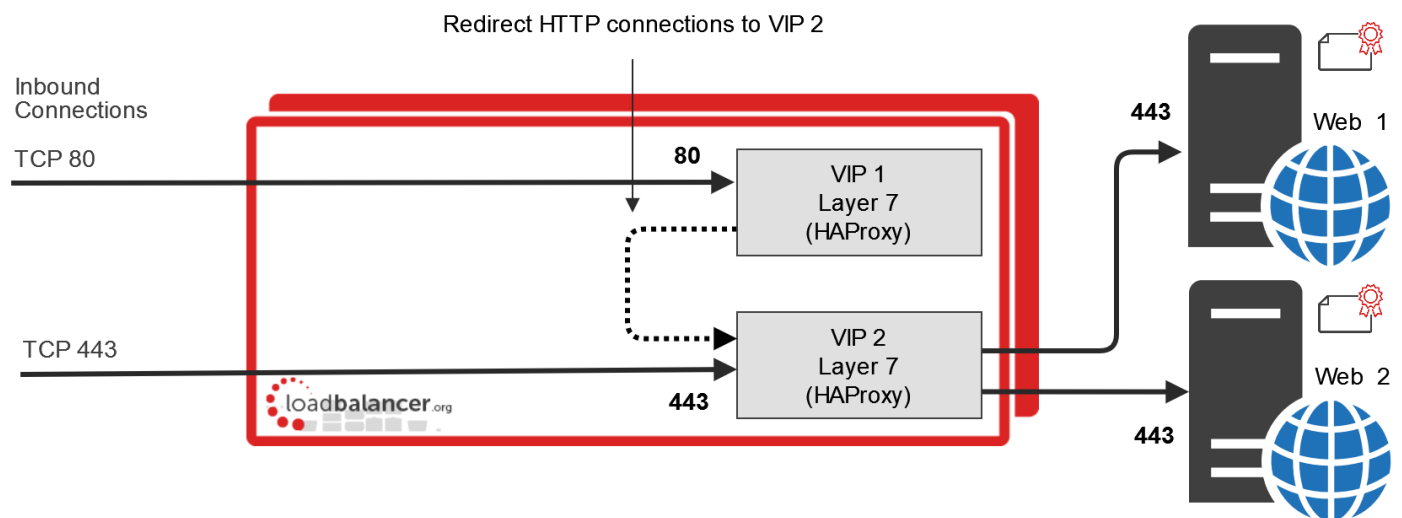 Redirect HTTP connections to VIP 2
Inbound
Connections
TCP 80
80
VIP 1
Layer 7
(HAProxy)
443
Web 1
TCP 443
443
VIP 2
Layer 7
(HAProxy)
443
Web 2
loadbalancer.org